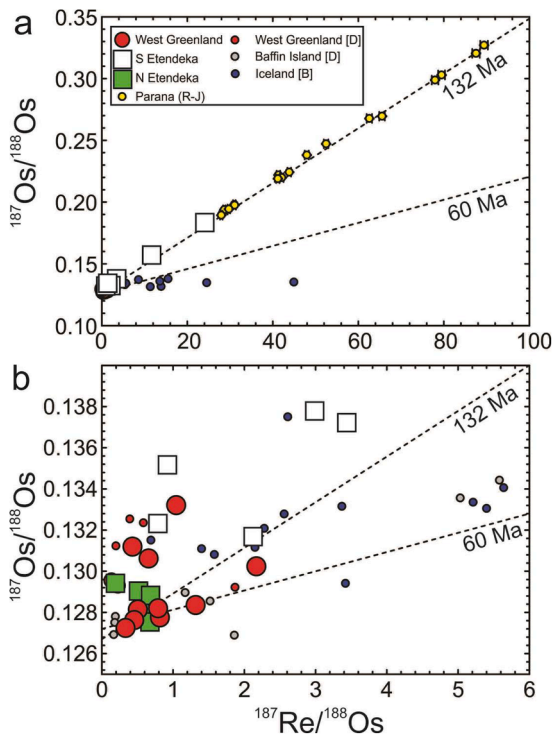 a
West Greenland
S Etendeka
N Etendeka
Parana (R-J)
West Greenland [D]
Baffin Island [D]
Iceland [B]
132 Ma
60 Ma
0.35
0.30
0.25
0.20
0.15
0.10
187Os/188Os
0 20 40 60 80 100
b
132 Ma
60 Ma
0.138
0.136
0.134
0.132
0.130
0.128
0.126
187Os/188Os
0 1 2 3 4 5 6
187Re/188Os